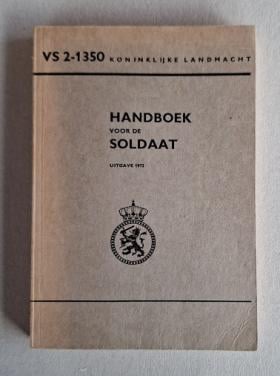 VS 2-1350 KONINKLIJKE LANDMACHT
HANDBOEK
VOOR DE
SOLDAAT
UITGAVE 1972